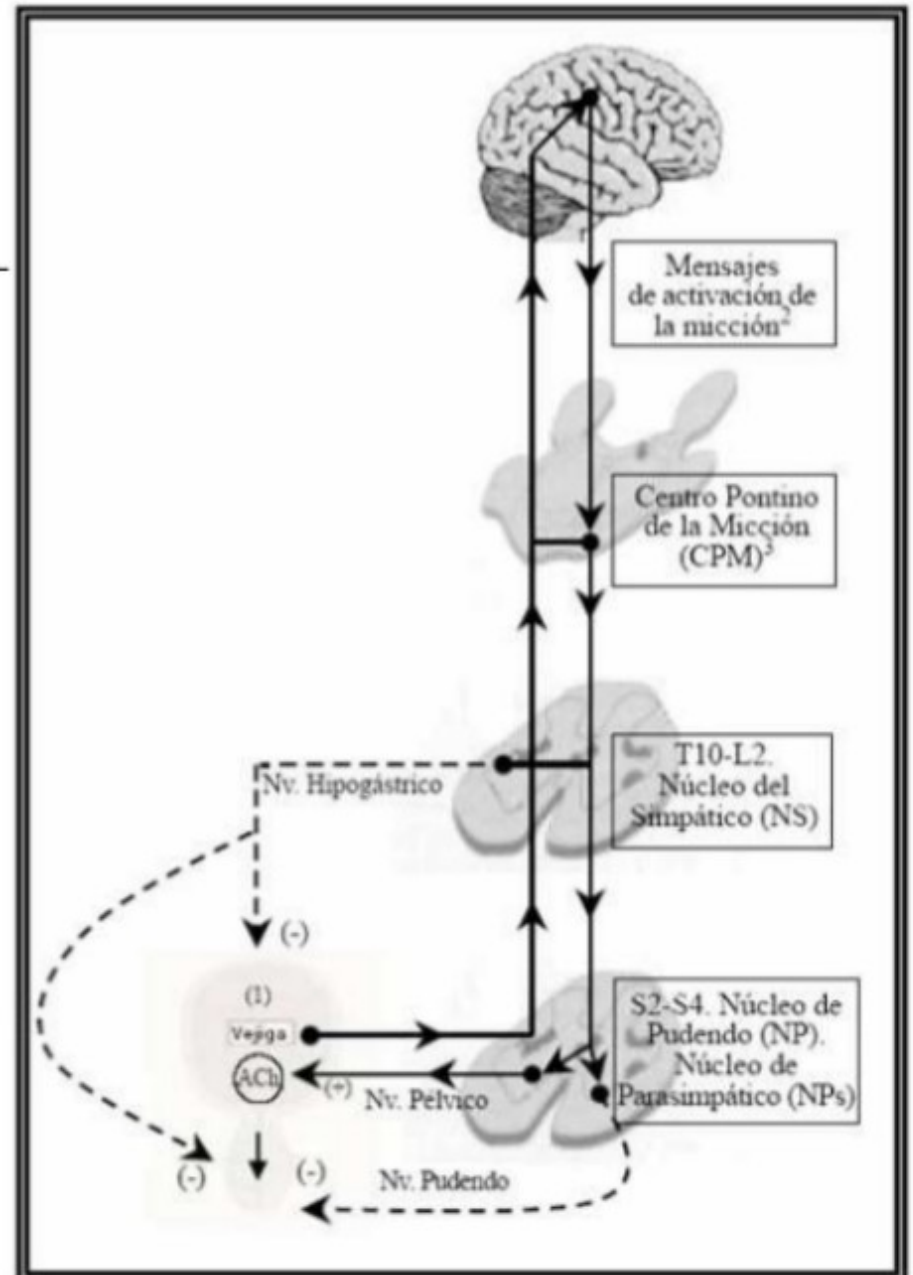 Mensajes
de activación de
la micción²
Centro Pontino
de la Micción
(CPM)³
T10-L2.
Núcleo del
Simpático (NS)
Nv. Hipogástrico
(-)
(1)
Vejiga
ACh
(+)
Nv. Pélvico
S2-S4. Núcleo de
Pudendo (NP).
Núcleo de
Parasimpático (NPs)
(-)
(-)
Nv. Pudendo